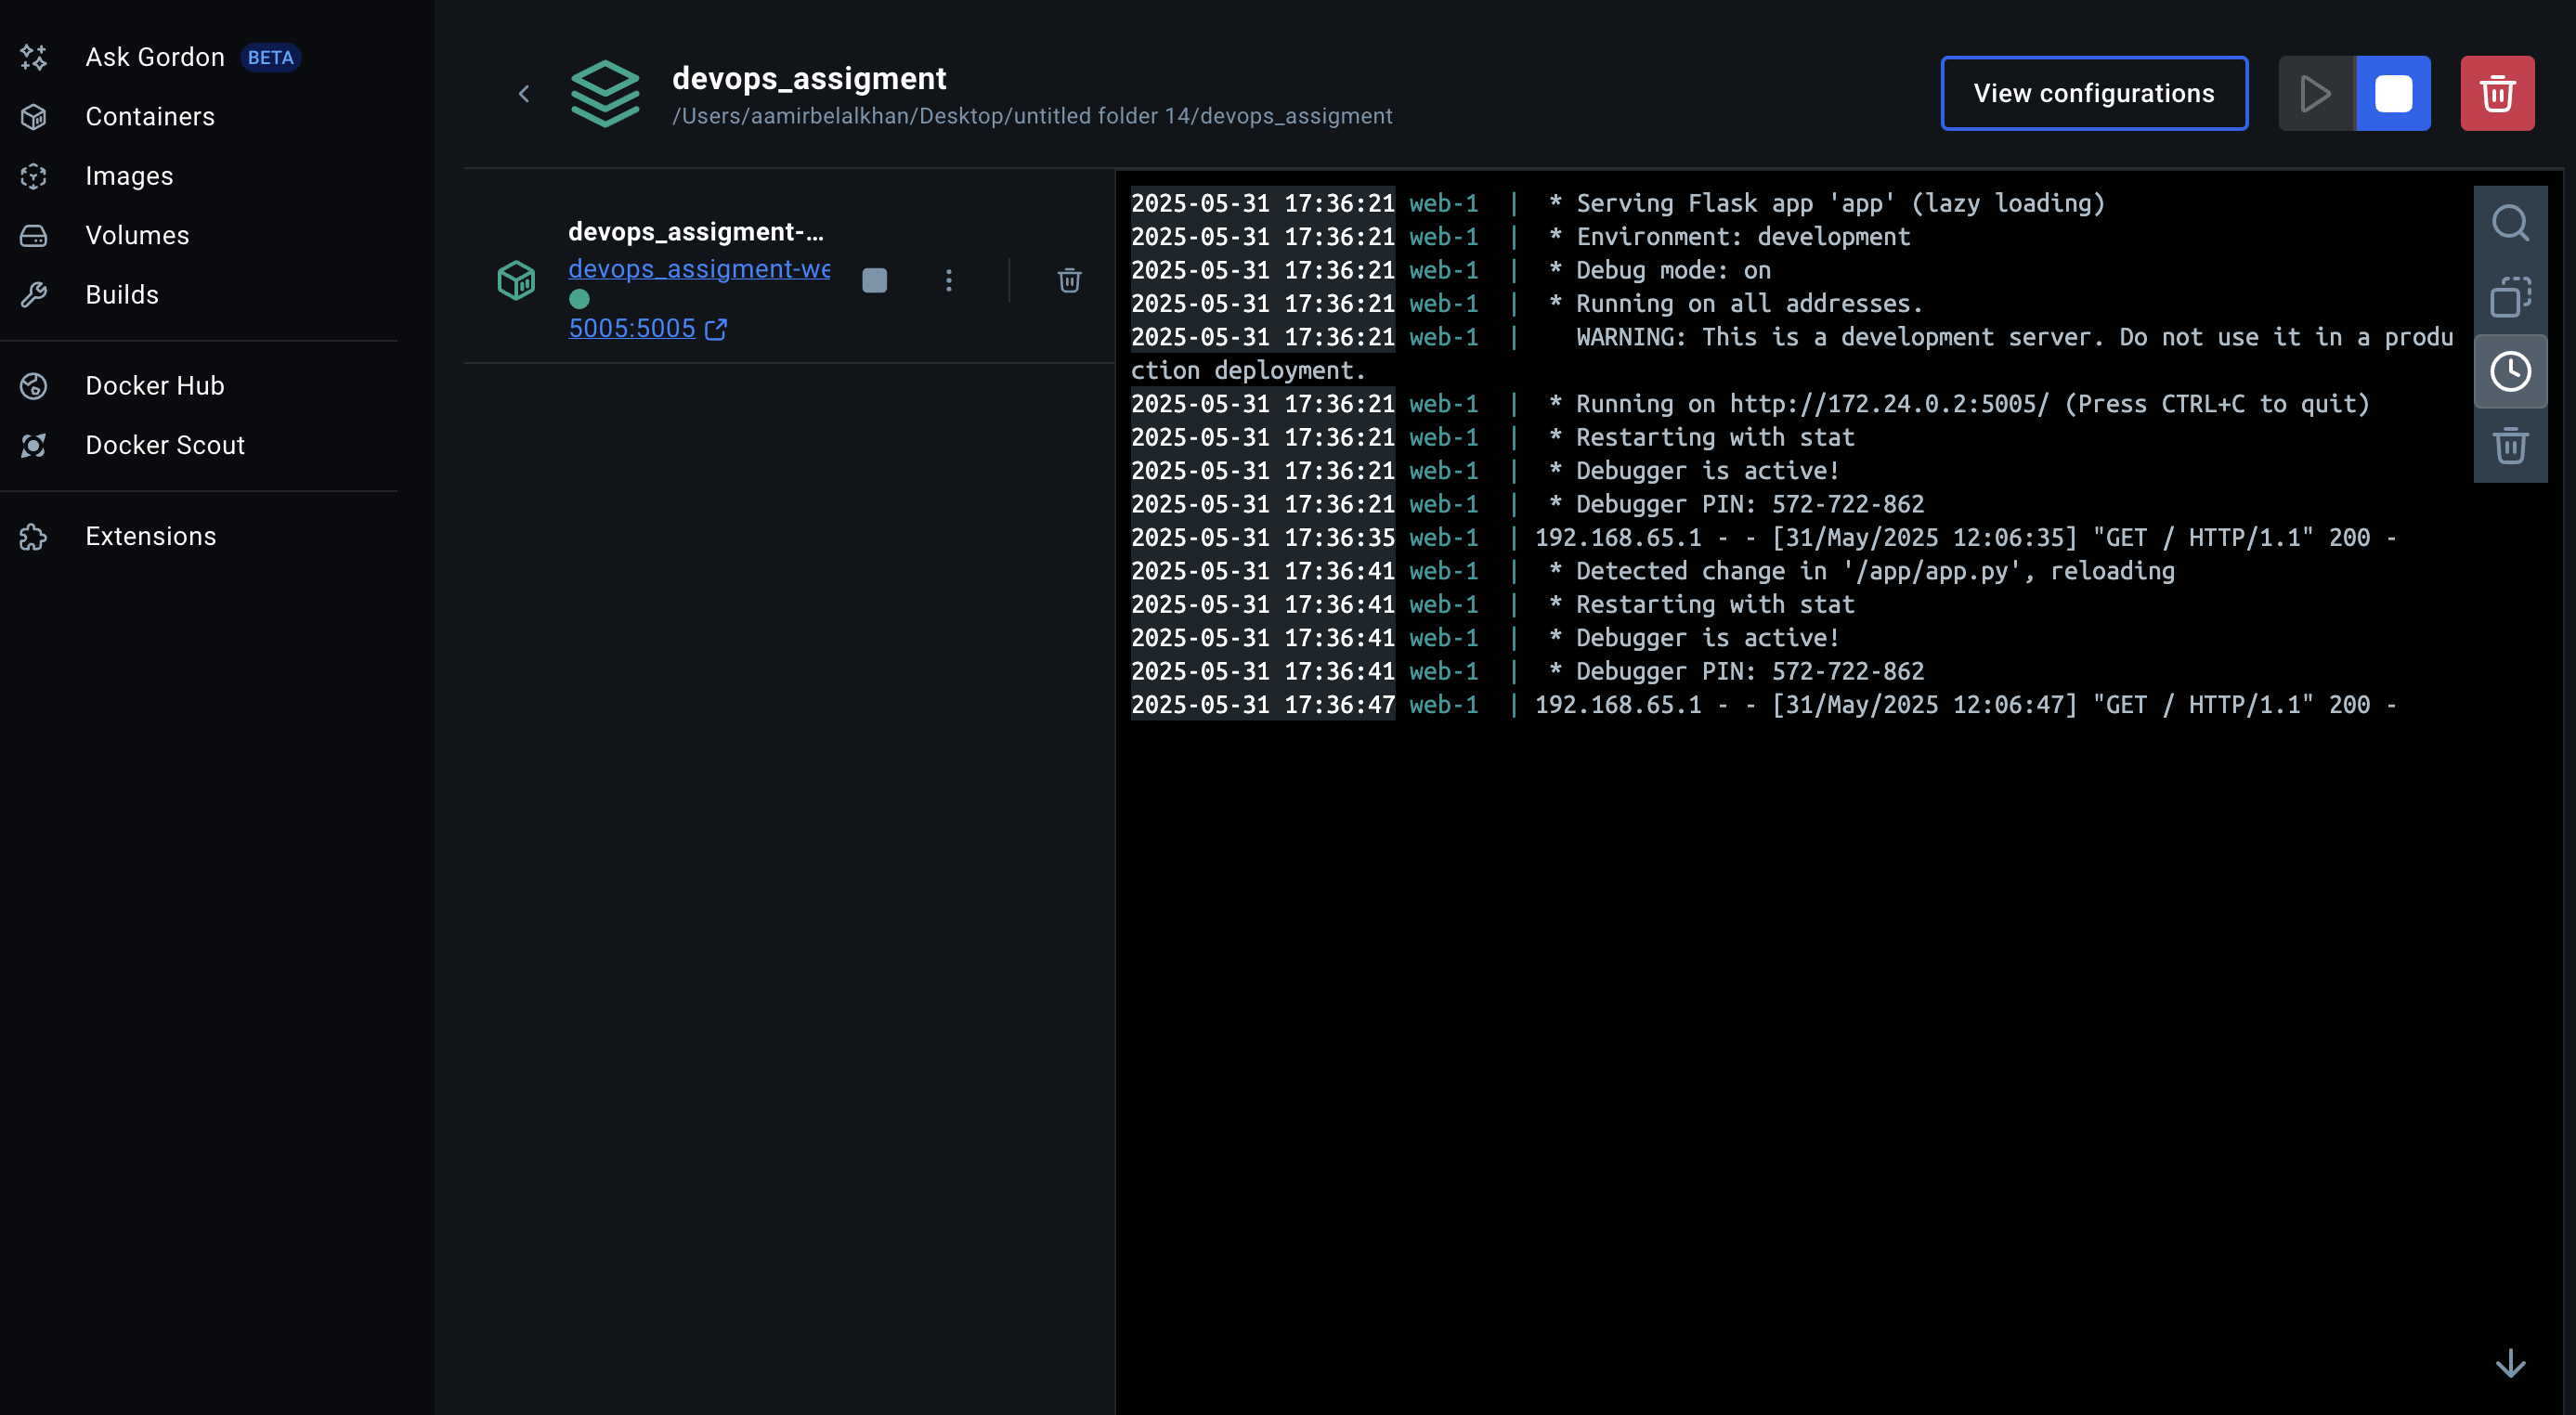 Ask Gordon BETA
Containers
Images
Volumes
Builds
Docker Hub
Docker Scout
Extensions
devops_assigment
/Users/aamirbelalkhan/Desktop/untitled folder 14/devops_assigment
View configurations
devops_assigment-...
devops_assigment-we
5005:5005
2025-05-31 17:36:21 web-1 | * Serving Flask app 'app' (lazy loading)
2025-05-31 17:36:21 web-1 | * Environment: development
2025-05-31 17:36:21 web-1 | * Debug mode: on
2025-05-31 17:36:21 web-1 | * Running on all addresses.
2025-05-31 17:36:21 web-1 | WARNING: This is a development server. Do not use it in a produ
ction deployment.
2025-05-31 17:36:21 web-1 | * Running on http://172.24.0.2:5005/ (Press CTRL+C to quit)
2025-05-31 17:36:21 web-1 | * Restarting with stat
2025-05-31 17:36:21 web-1 | * Debugger is active!
2025-05-31 17:36:21 web-1 | * Debugger PIN: 572-722-862
2025-05-31 17:36:35 web-1 | 192.168.65.1 - - [31/May/2025 12:06:35] "GET / HTTP/1.1" 200 -
2025-05-31 17:36:41 web-1 | * Detected change in '/app/app.py', reloading
2025-05-31 17:36:41 web-1 | * Restarting with stat
2025-05-31 17:36:41 web-1 | * Debugger is active!
2025-05-31 17:36:41 web-1 | * Debugger PIN: 572-722-862
2025-05-31 17:36:47 web-1 | 192.168.65.1 - - [31/May/2025 12:06:47] "GET / HTTP/1.1" 200 -